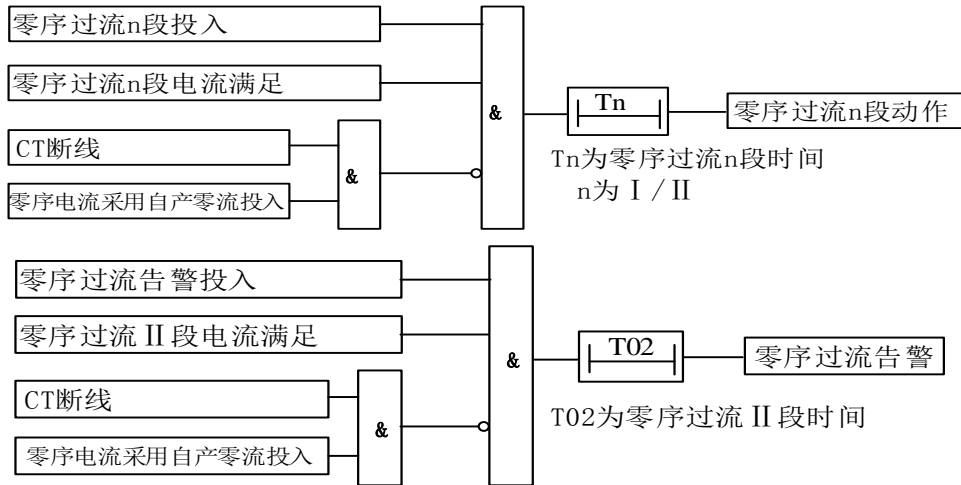 零序过流n段投入
零序过流n段电流满足
CT断线
零序电流采用自产零流投入
&
&
Tn
零序过流n段动作
Tn为零序过流n段时间
n为Ⅰ/Ⅱ
零序过流告警投入
零序过流Ⅱ段电流满足
CT断线
零序电流采用自产零流投入
&
&
T02
零序过流告警
T02为零序过流Ⅱ段时间